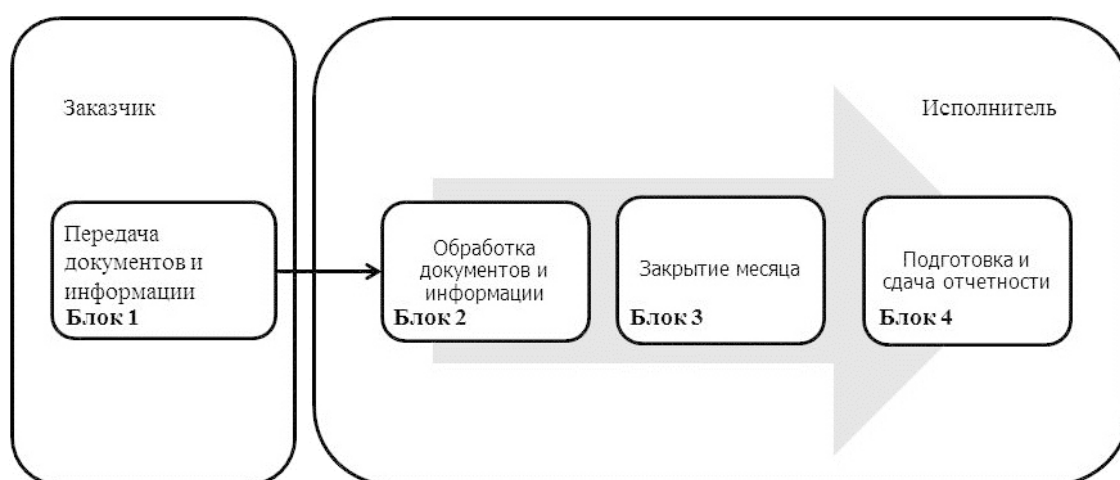 Заказчик
Исполнитель
Передача
документов и
информации
Блок 1
Обработка
документов и
информации
Блок 2
Закрытие месяца
Блок 3
Подготовка и
сдача отчетности
Блок 4